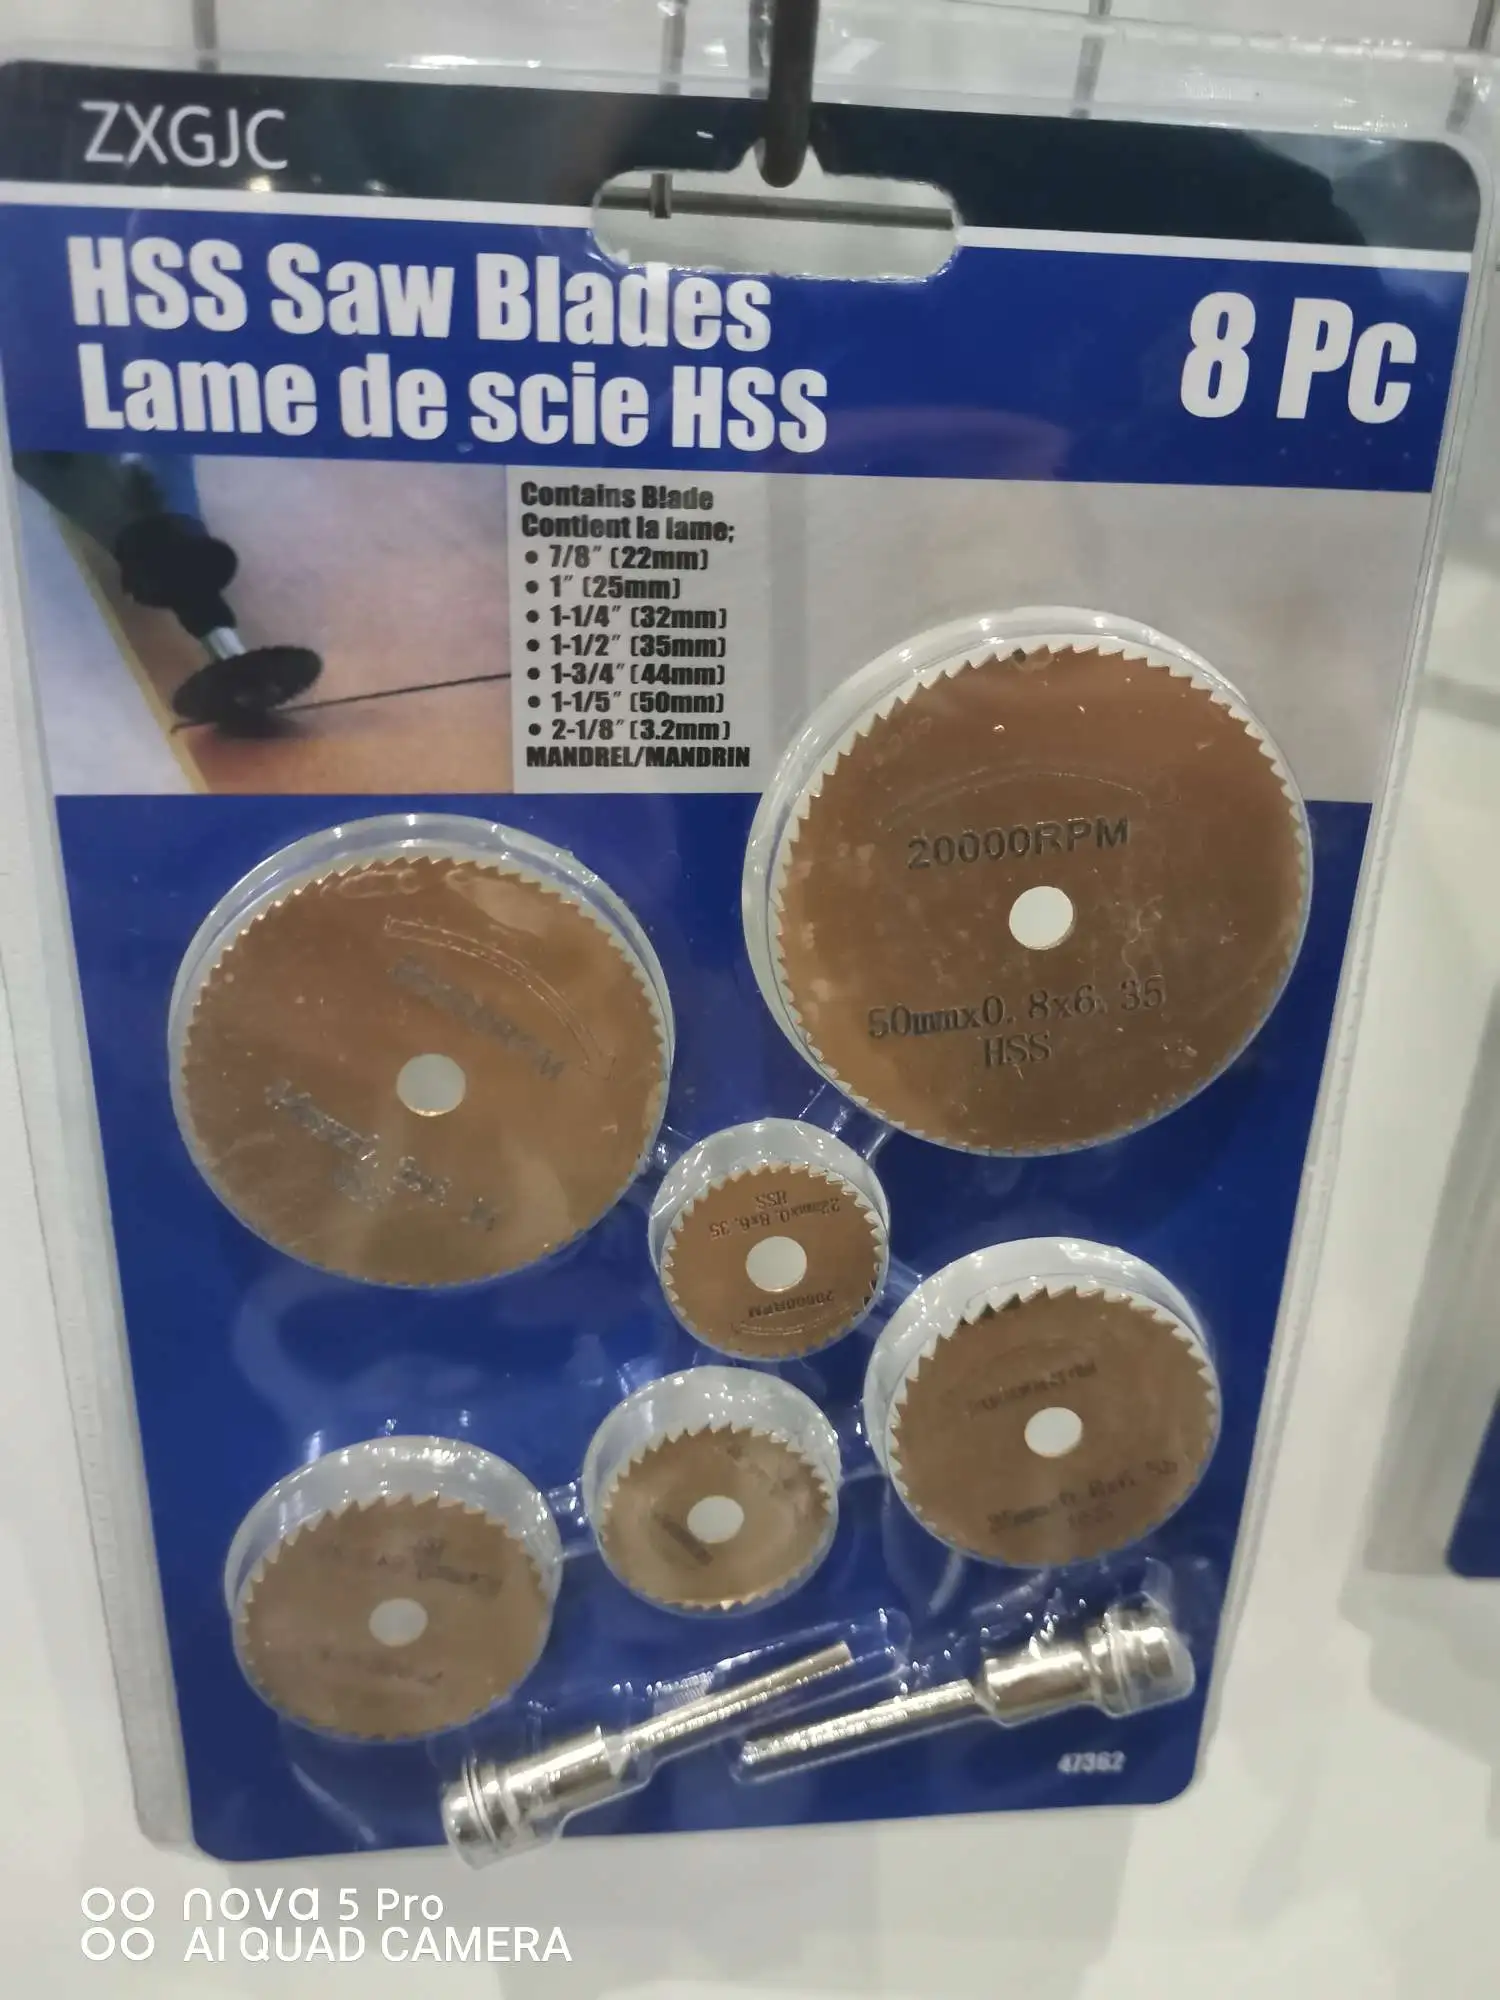 ZXGJC
HSS Saw Blades
Lame de scie HSS
8 Pc
Contains Blade
Contient la lame;
• 7/8" (22mm)
• 1" (25mm)
• 1-1/4" (32mm)
• 1-1/2" (35mm)
• 1-3/4" (44mm)
• 1-1/5" (50mm)
• 2-1/8" (3.2mm)
MANDREL/MANDRIN
20000RPM
50mmx0. 8x6. 35
HSS
22mmx0. 8x6. 35
HSS
20000RPM
47362
nova 5 Pro
AI QUAD CAMERA